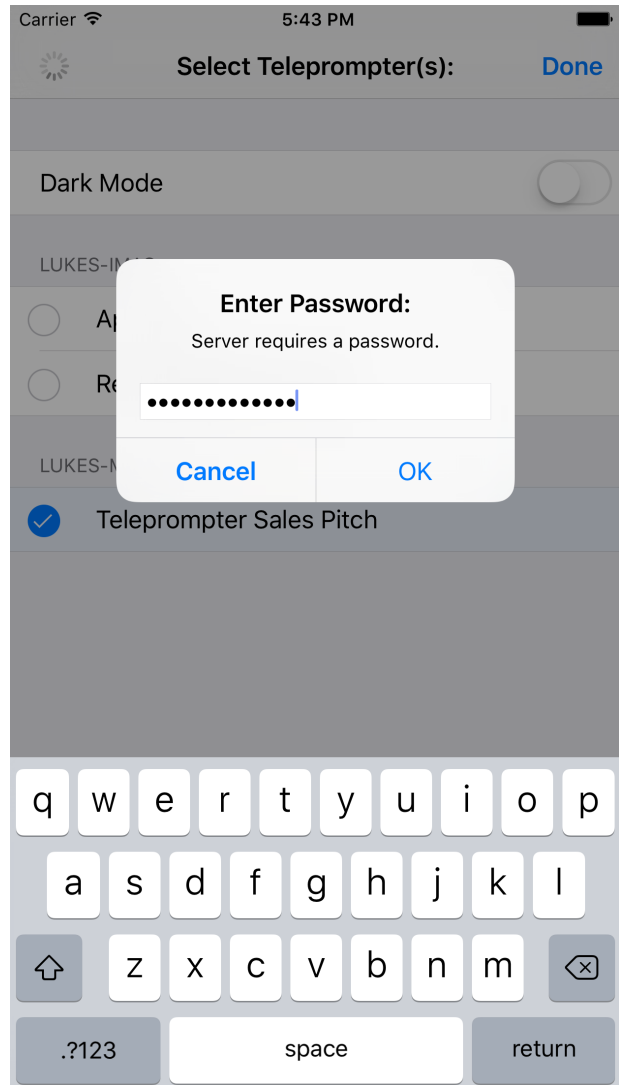 Carrier 5:43 PM
Select Teleprompter(s): Done
Dark Mode
Enter Password:
Server requires a password.
●●●●●●●●●●●●●
Cancel OK
Teleprompter Sales Pitch
q w e r t y u i o p
a s d f g h j k l
z x c v b n m
.?123 space return